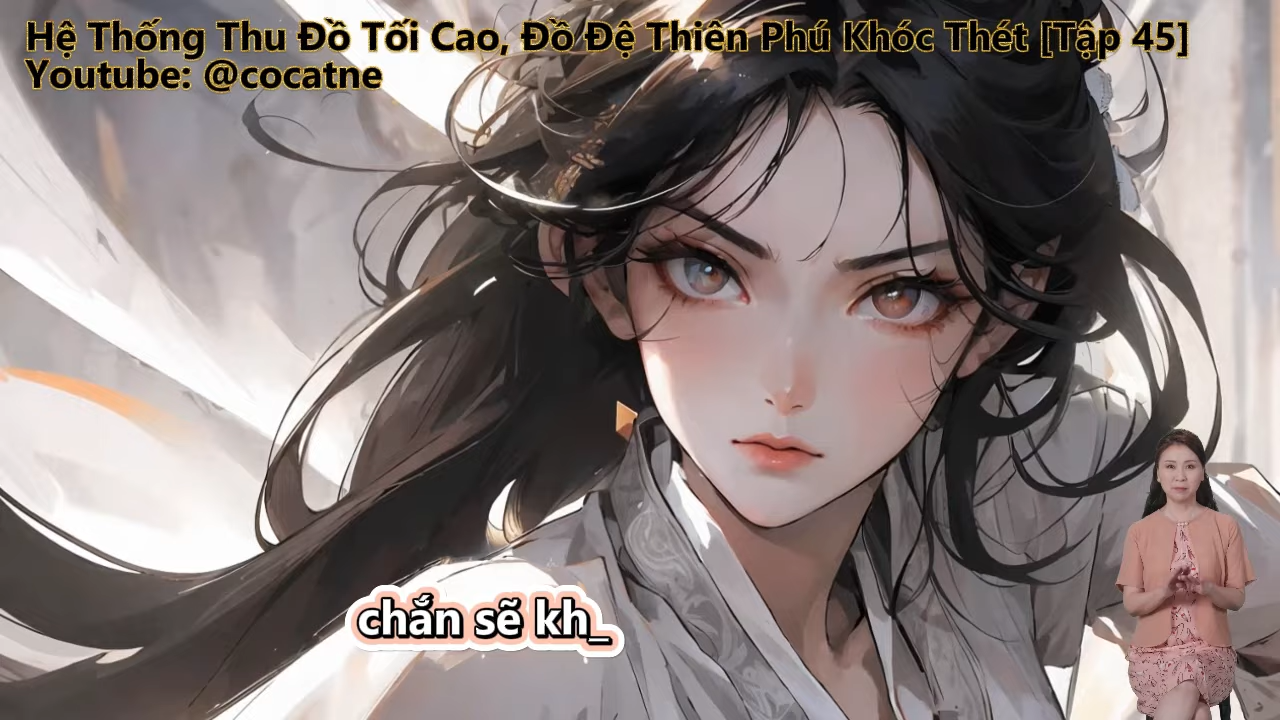 Hệ Thống Thu Đồ Tối Cao, Đồ Đệ Thiên Phú Khóc Thét [Tập 45]
Youtube: @cocatne
chắn sẽ kh_